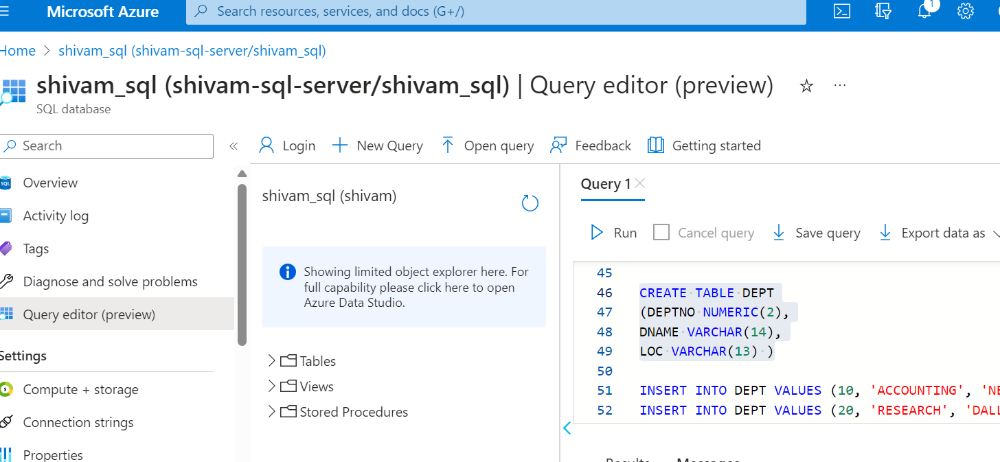 Microsoft Azure
Search resources, services, and docs (G+/)
1
Home > shivam_sql (shivam-sql-server/shivam_sql)
shivam_sql (shivam-sql-server/shivam_sql) | Query editor (preview)
SQL database
Search
Overview
Activity log
Tags
Diagnose and solve problems
Query editor (preview)
Settings
Compute + storage
Connection strings
Properties
Login
New Query
Open query
Feedback
Getting started
shivam_sql (shivam)
Showing limited object explorer here. For
full capability please click here to open
Azure Data Studio.
Tables
Views
Stored Procedures
Query 1
Run
Cancel query
Save query
Export data as
45
46 CREATE TABLE DEPT
47 (DEPTNO NUMERIC(2),
48 DNAME VARCHAR(14),
49 LOC VARCHAR(13) )
50
51 INSERT INTO DEPT VALUES (10, 'ACCOUNTING', 'NE
52 INSERT INTO DEPT VALUES (20, 'RESEARCH', 'DALL
Results
Messages